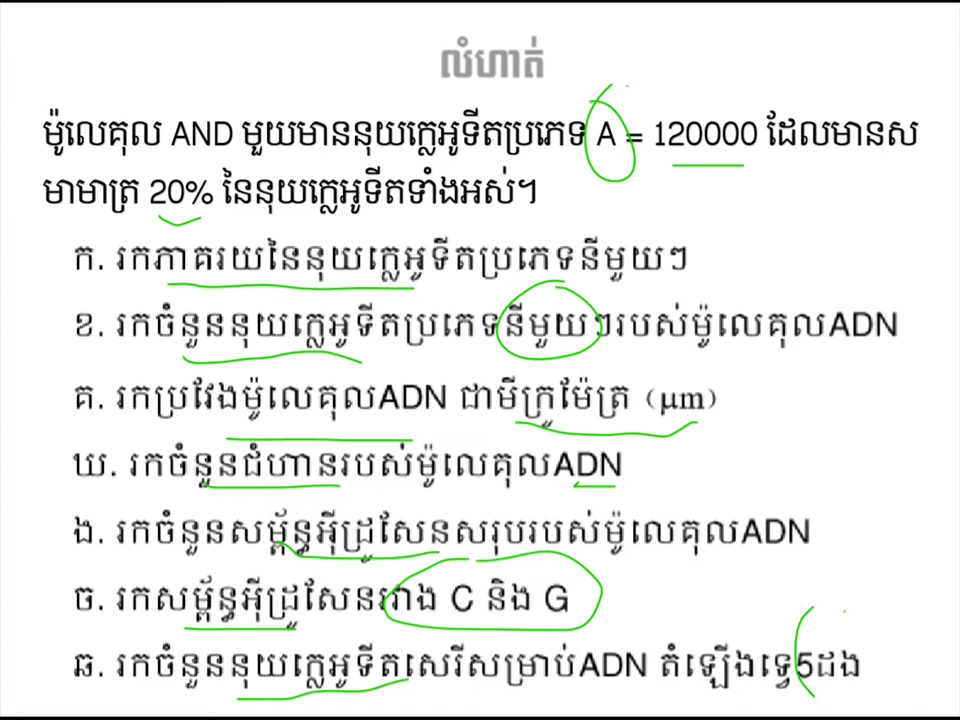 លំហាត់
ម៉ូលេគុល AND មួយមាននុយក្លេអូទីតប្រភេទ A = 120000 ដែលមានស
មាមាត្រ 20% នៃនុយក្លេអូទីតទាំងអស់។
ក. រកភាគរយនៃនុយក្លេអូទីតប្រភេទនីមួយៗ
ខ. រកចំនួននុយក្លេអូទីតប្រភេទនីមួយៗរបស់ម៉ូលេគុលADN
គ. រកប្រវែងម៉ូលេគុលADN ជាមីក្រូម៉ែត្រ (μm)
ឃ. រកចំនួនជំហានរបស់ម៉ូលេគុលADN
ង. រកចំនួនសម្ព័ន្ធអ៊ីដ្រូសែនសរុបរបស់ម៉ូលេគុលADN
ច. រកសម្ព័ន្ធអ៊ីដ្រូសែនរវាង C និង G
ឆ. រកចំនួននុយក្លេអូទីតសេរីសម្រាប់ADN តំឡើងទ្វេ5ដង